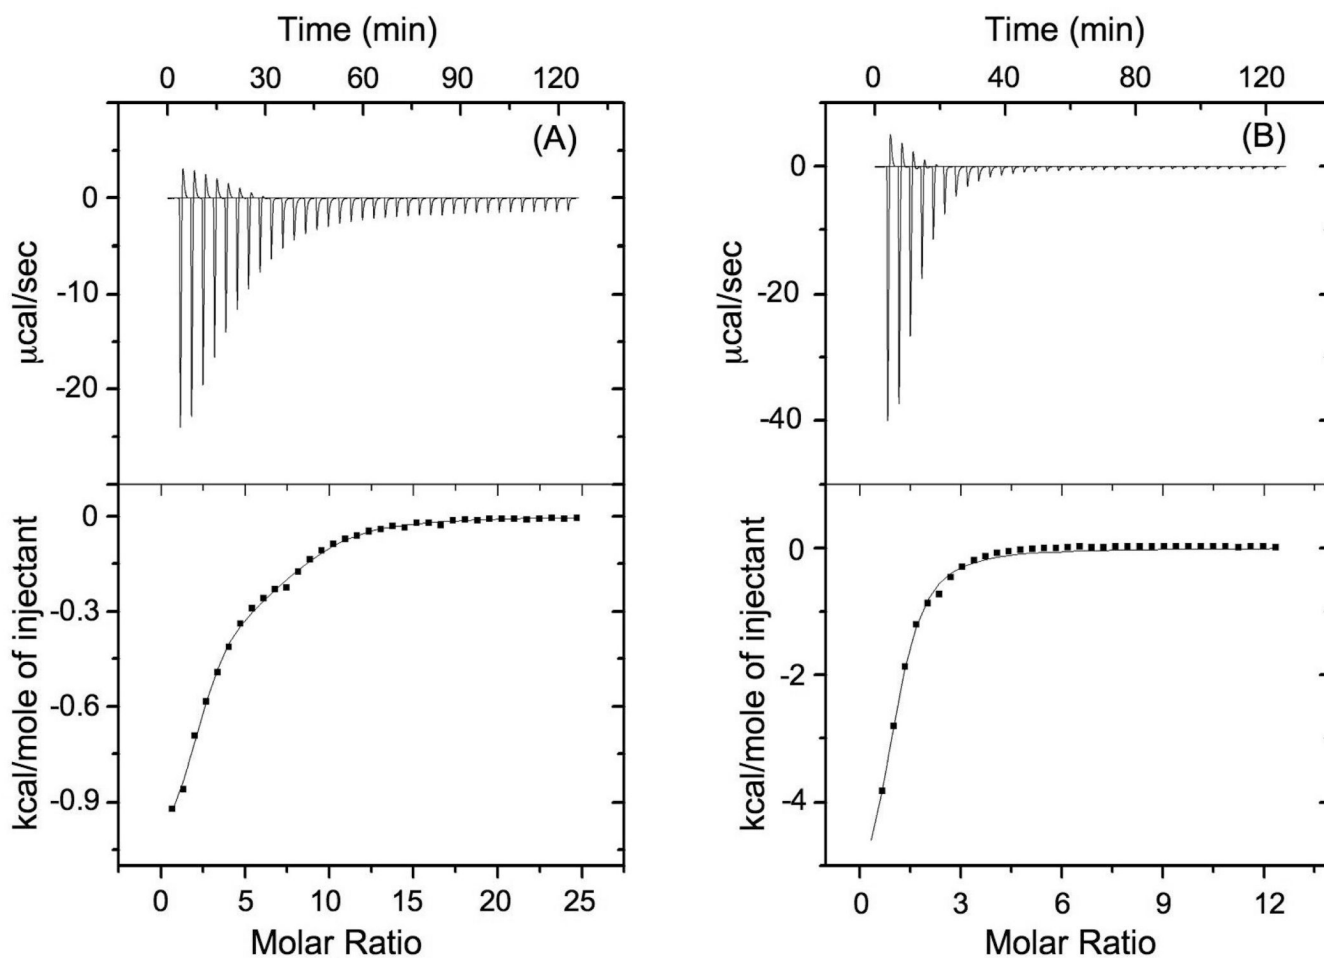 Time (min)
0 30 60 90 120
(A)
0
-10
-20
μcal/sec
0
-0.3
-0.6
-0.9
kcal/mole of injectant
0 5 10 15 20 25
Molar Ratio
Time (min)
0 40 80 120
(B)
0
-20
-40
μcal/sec
0
-2
-4
kcal/mole of injectant
0 3 6 9 12
Molar Ratio